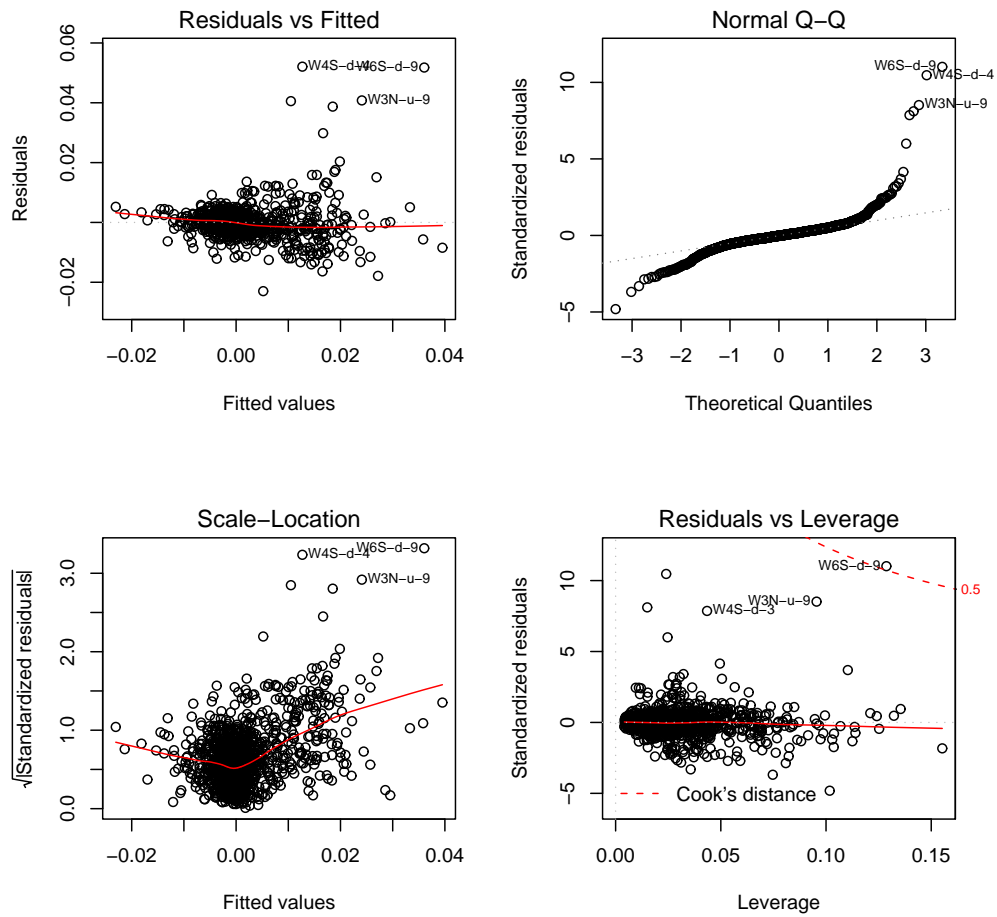 Residuals vs Fitted
Residuals
−0.02
0.02
0.04
0.06
W4S−d−4
W6S−d−9
W3N−u−9
−0.02
0.00
0.02
0.04
Fitted values
Normal Q−Q
Standardized residuals
−5
0
5
10
W6S−d−9
W4S−d−4
W3N−u−9
−3
−2
−1
0
1
2
3
Theoretical Quantiles
Scale−Location
√|Standardized residuals|
0.0
1.0
2.0
3.0
W4S−d−4
W6S−d−9
W3N−u−9
−0.02
0.00
0.02
0.04
Fitted values
Residuals vs Leverage
Standardized residuals
−5
0
5
10
W6S−d−9
W3N−u−9
W4S−d−3
0.5
Cook's distance
0.00
0.05
0.10
0.15
Leverage